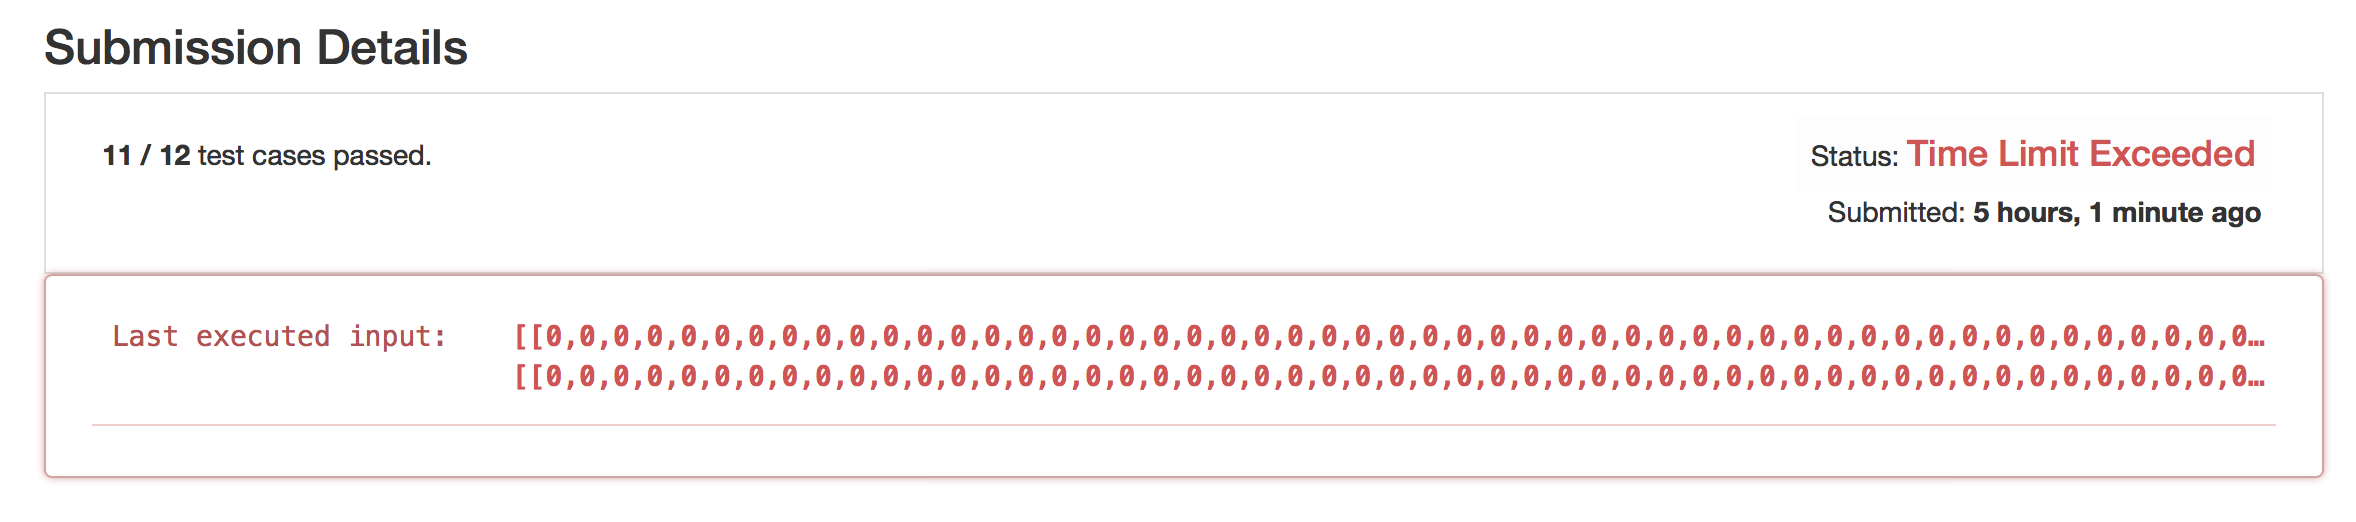 Submission Details
11 / 12 test cases passed.
Status: Time Limit Exceeded
Submitted: 5 hours, 1 minute ago
Last executed input: [[0,0,0,0,0,0,0,0,0,0,0,0,0,0,0,0,0,0,0,0,0,0,0,0,0,0,0,0,0,0,0,0,0,0,0,0,0,0,0,0,0,0,0,0,0,0,0,0,0,0,0…
[[0,0,0,0,0,0,0,0,0,0,0,0,0,0,0,0,0,0,0,0,0,0,0,0,0,0,0,0,0,0,0,0,0,0,0,0,0,0,0,0,0,0,0,0,0,0,0,0,0,0,0…